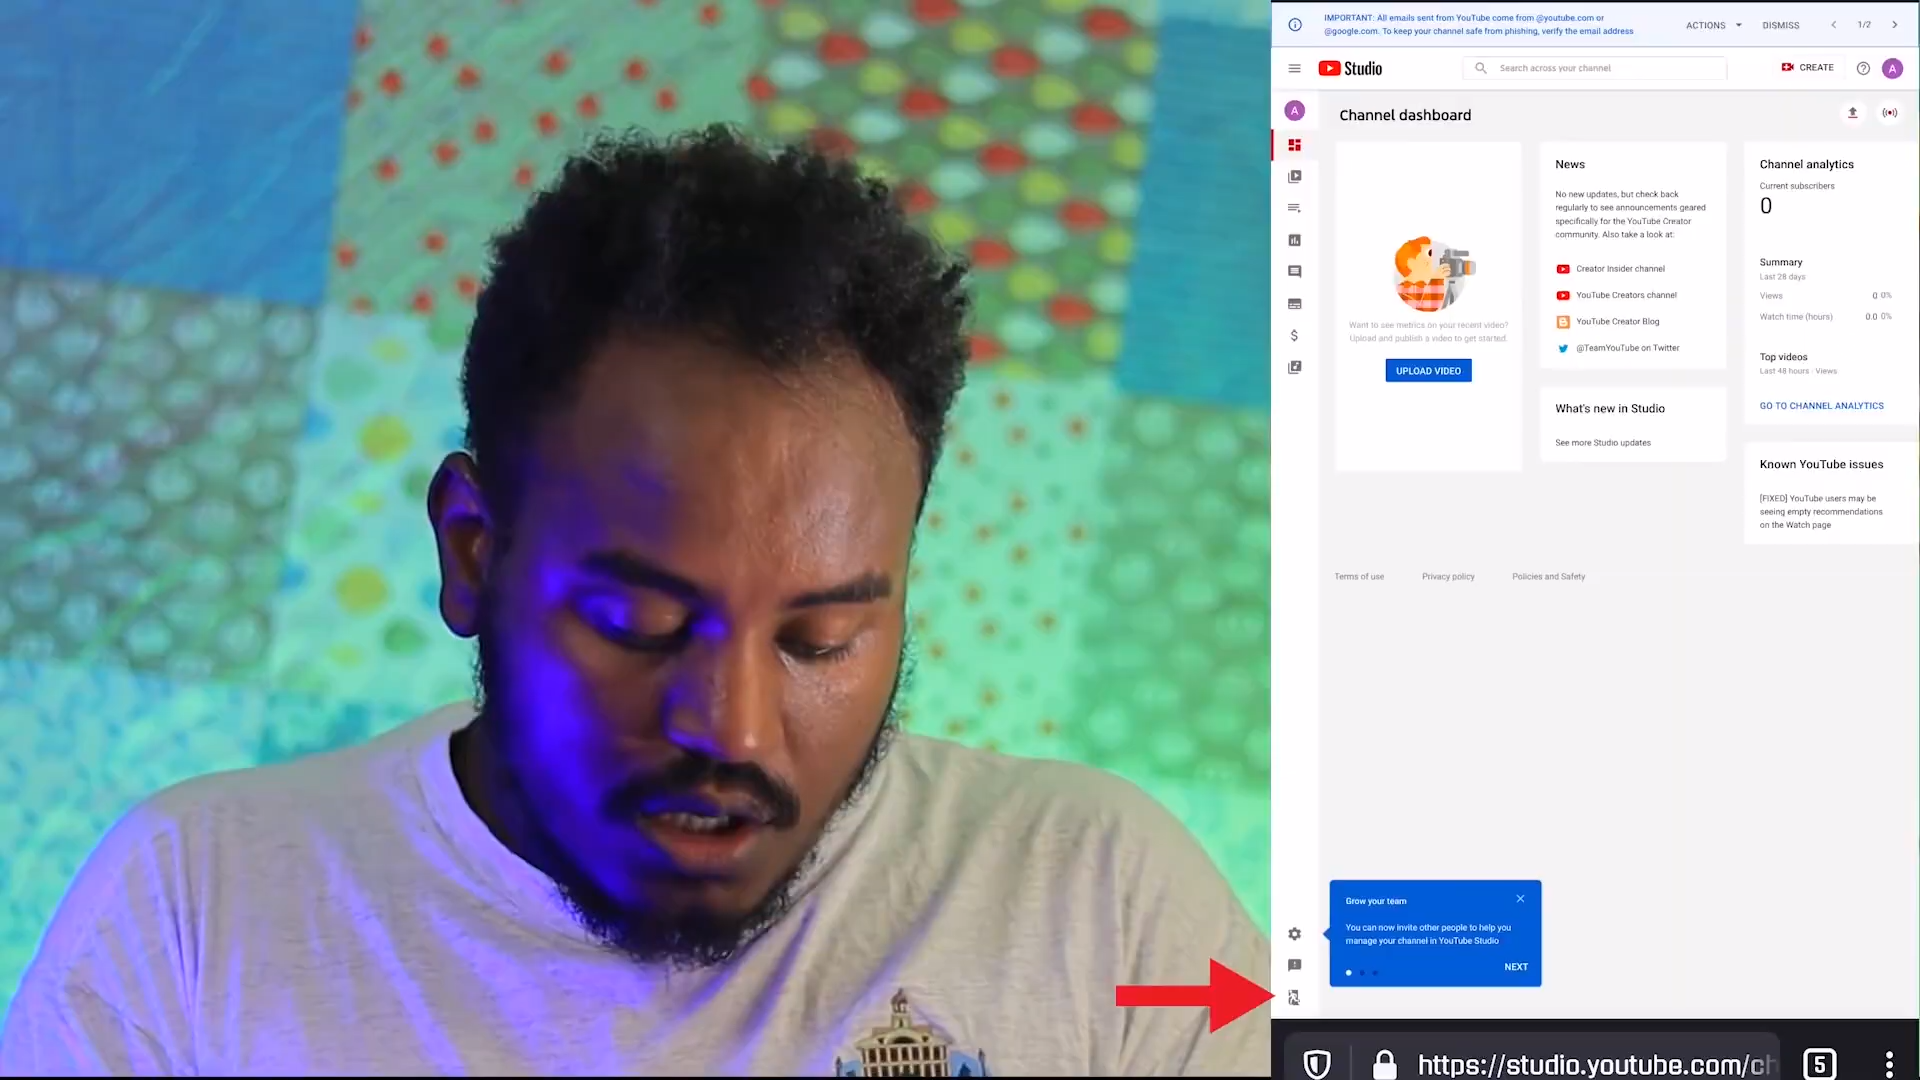 IMPORTANT: All emails sent from YouTube come from @youtube.com or
@google.com. To keep your channel safe from phishing, verify the email address
ACTIONS
DISMISS
1/2
Studio
Search across your channel
CREATE
A
A
Channel dashboard
Want to see metrics on your recent video?
Upload and publish a video to get started.
UPLOAD VIDEO
News
No new updates, but check back
regularly to see announcements geared
specifically for the YouTube Creator
community. Also take a look at:
Creator Insider channel
YouTube Creators channel
YouTube Creator Blog
@TeamYouTube on Twitter
What's new in Studio
See more Studio updates
Channel analytics
Current subscribers
0
Summary
Last 28 days
Views 0 0%
Watch time (hours) 0.0 0%
Top videos
Last 48 hours · Views
GO TO CHANNEL ANALYTICS
Known YouTube issues
[FIXED] YouTube users may be
seeing empty recommendations
on the Watch page
Terms of use
Privacy policy
Policies and Safety
Grow your team
You can now invite other people to help you
manage your channel in YouTube Studio
NEXT
https://studio.youtube.com/ch
5